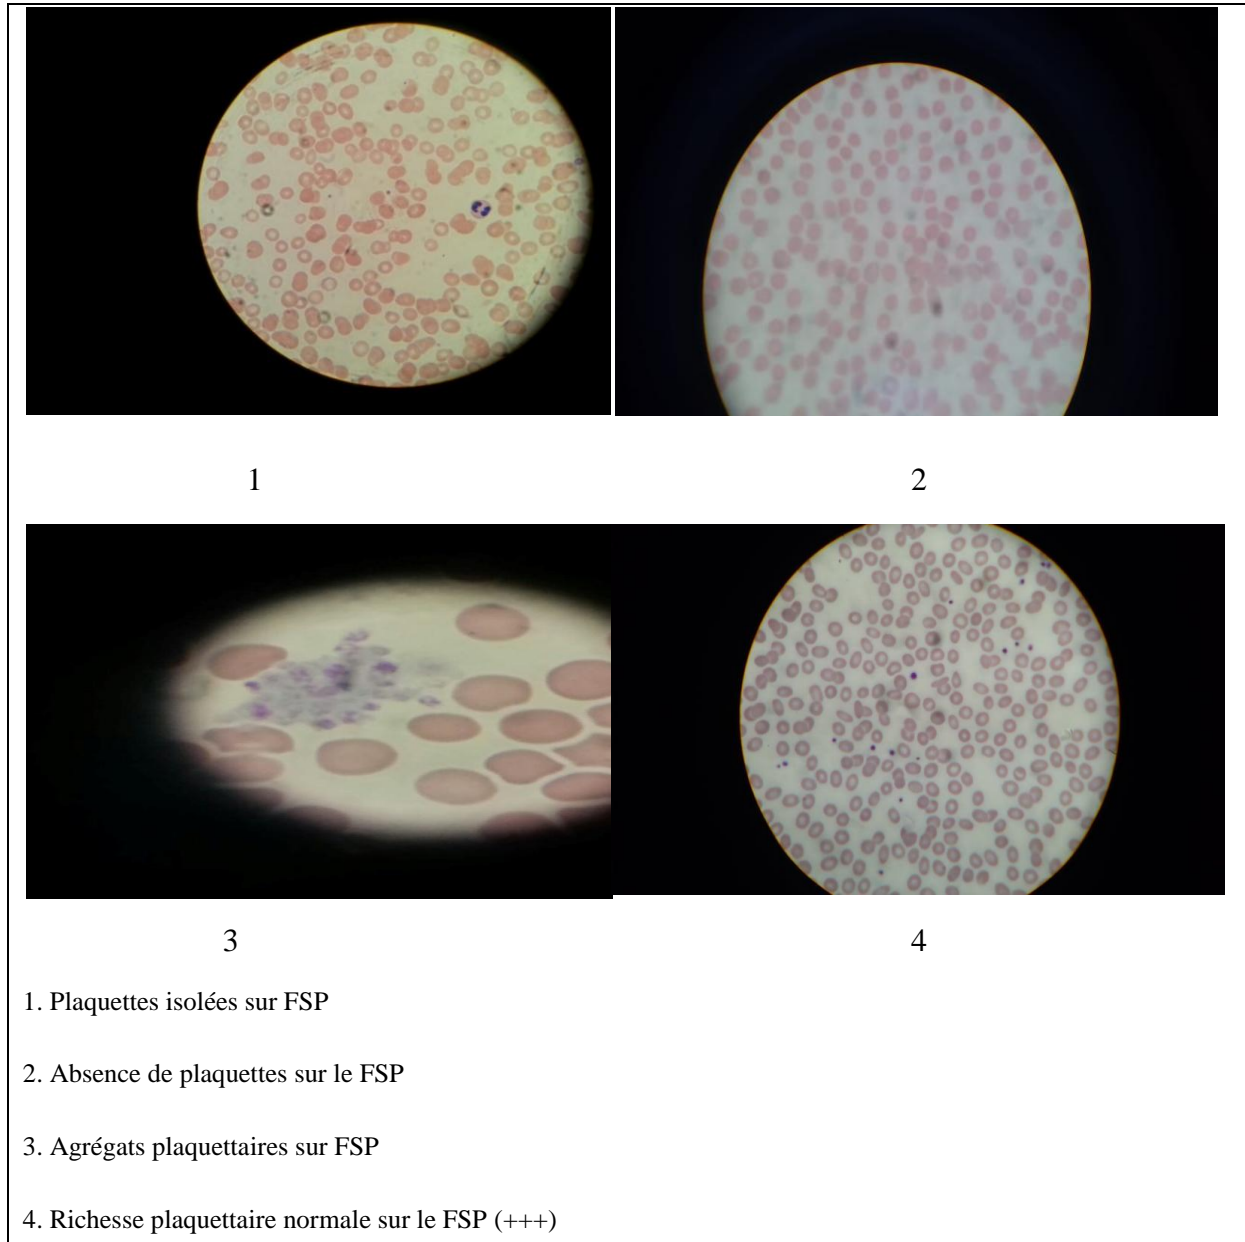 1
2
3
4
1. Plaquettes isolées sur FSP
2. Absence de plaquettes sur le FSP
3. Agrégats plaquettaires sur FSP
4. Richesse plaquettaire normale sur le FSP (+++)